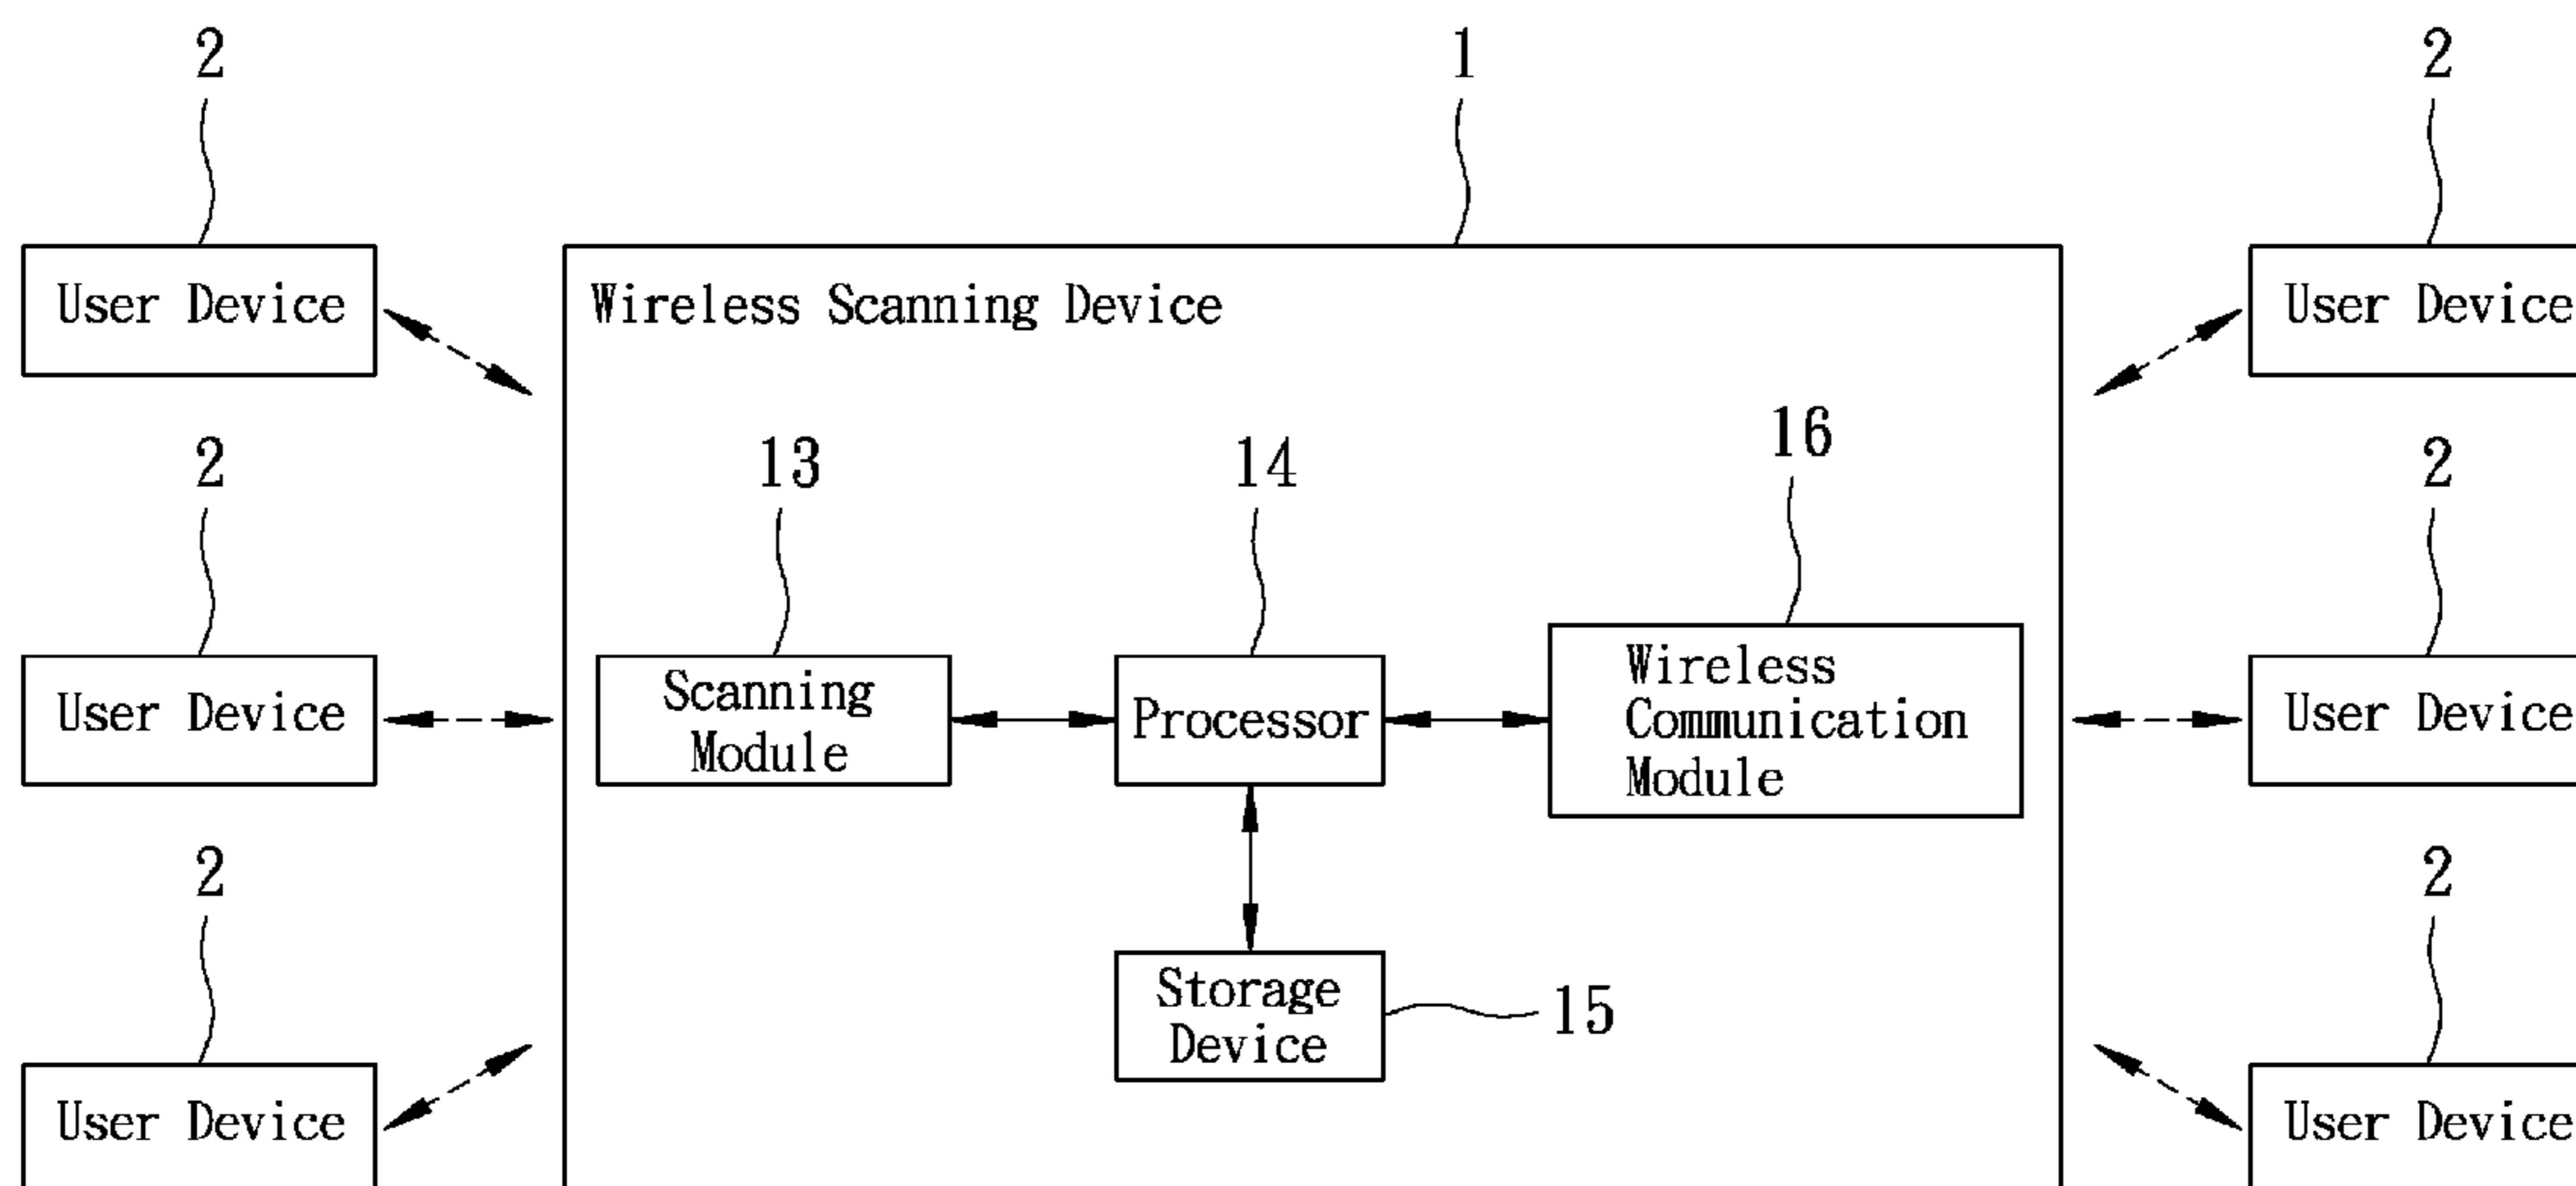 2
1
2
User Device
Wireless Scanning Device
User Device
2
13
14
16
2
User Device
Scanning
Module
Processor
Wireless
Communication
Module
User Device
2
2
Storage
Device
15
User Device
User Device